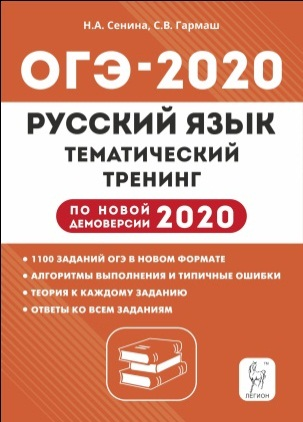 Н.А. Сенина, С.В. Гармаш
ОГЭ-2020
РУССКИЙ ЯЗЫК
ТЕМАТИЧЕСКИЙ
ТРЕНИНГ
ПО НОВОЙ
ДЕМОВЕРСИИ 2020
• 1100 ЗАДАНИЙ ОГЭ В НОВОМ ФОРМАТЕ
• АЛГОРИТМЫ ВЫПОЛНЕНИЯ И ТИПИЧНЫЕ ОШИБКИ
• ТЕОРИЯ К КАЖДОМУ ЗАДАНИЮ
• ОТВЕТЫ КО ВСЕМ ЗАДАНИЯМ
ЛЕГИОН